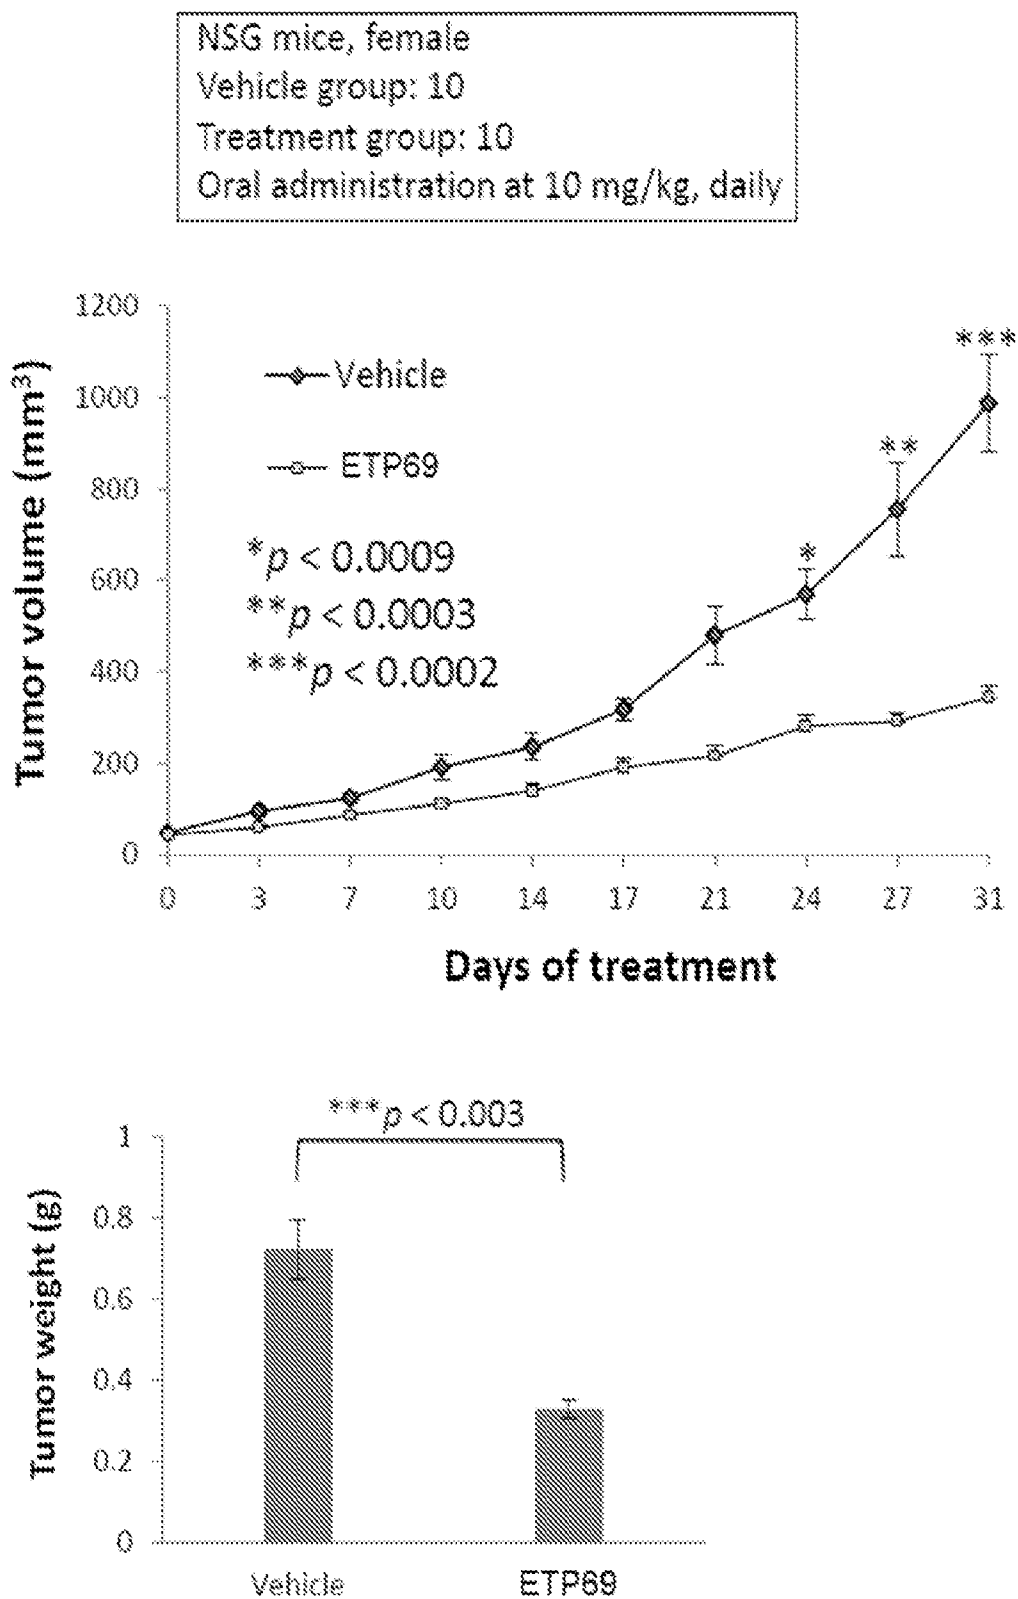 NSG mice, female
Vehicle group: 10
Treatment group: 10
Oral administration at 10 mg/kg, daily
Tumor volume (mm³)
1200
1000
800
600
400
200
0
Vehicle
ETP69
*p < 0.0009
**p < 0.0003
***p < 0.0002
*
**
***
0 3 7 10 14 17 21 24 27 31
Days of treatment
***p < 0.003
Tumor weight (g)
1
0.8
0.6
0.4
0.2
0
Vehicle ETP69